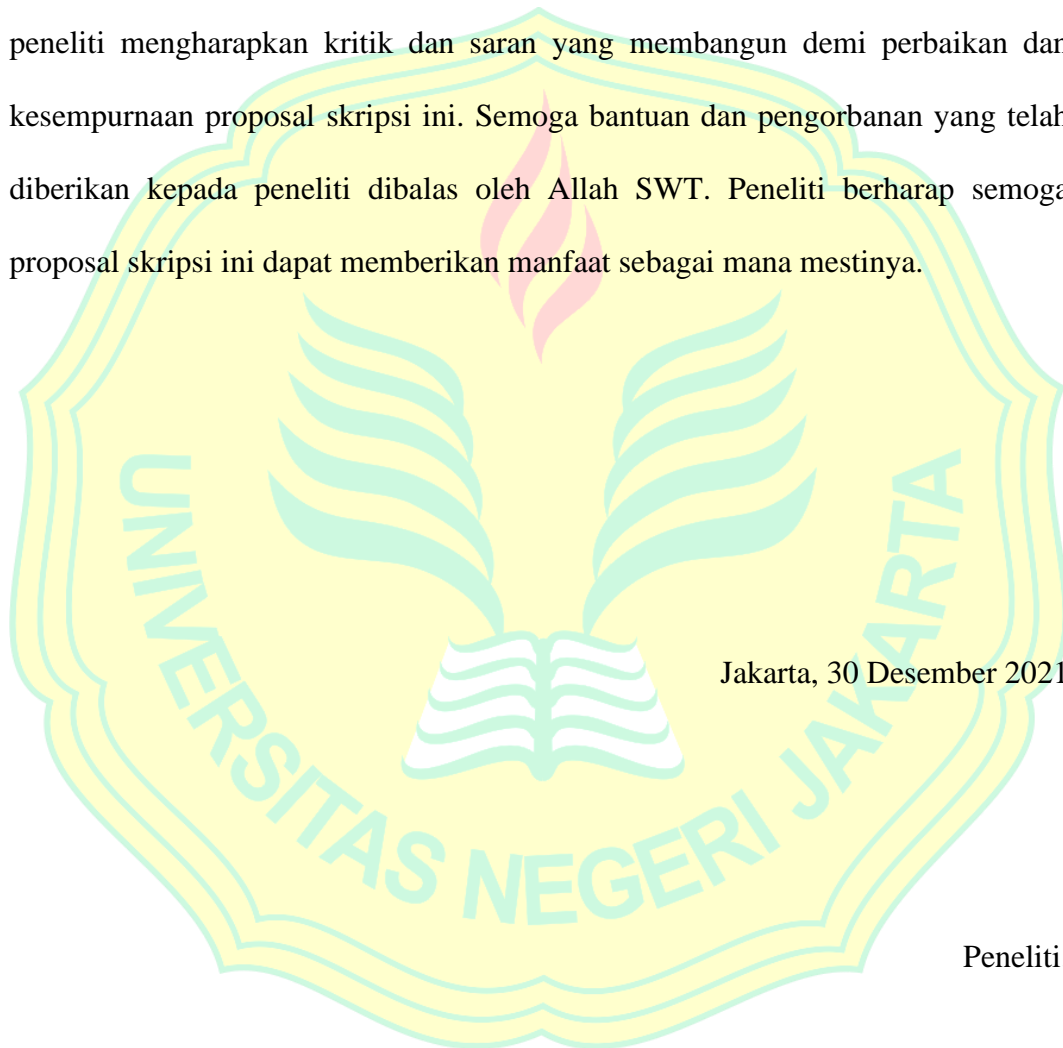 peneliti mengharapkan kritik dan saran yang membangun demi perbaikan dan
kesempurnaan proposal skripsi ini. Semoga bantuan dan pengorbanan yang telah
diberikan kepada peneliti dibalas oleh Allah SWT. Peneliti berharap semoga
proposal skripsi ini dapat memberikan manfaat sebagai mana mestinya.
UNIVERSITAS NEGERI JAKARTA
Jakarta, 30 Desember 2021
Peneliti